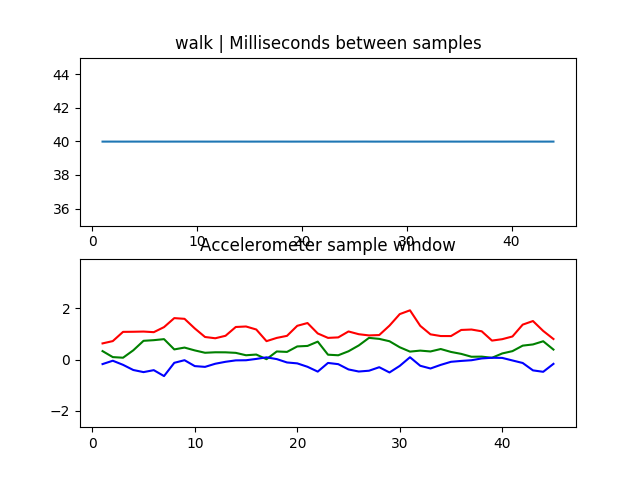 walk | Milliseconds between samples
44
42
40
38
36
0 10 20 30 40
Accelerometer sample window
2
0
−2
0 10 20 30 40